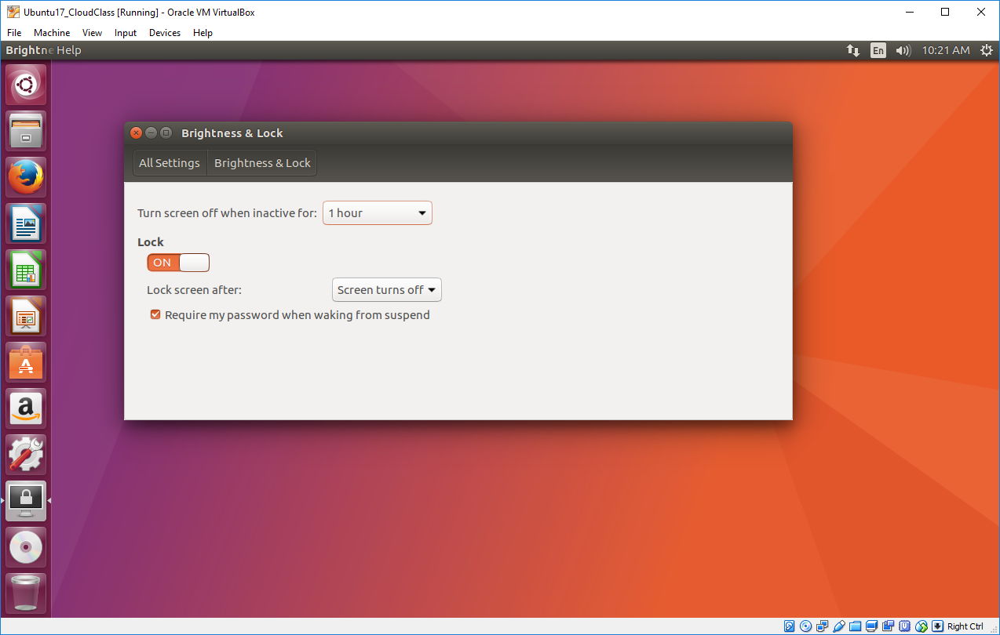 Ubuntu17_CloudClass [Running] - Oracle VM VirtualBox
File Machine View Input Devices Help
Brightne Help En 10:21 AM
Brightness & Lock
All Settings Brightness & Lock
Turn screen off when inactive for: 1 hour
Lock
ON
Lock screen after: Screen turns off
Require my password when waking from suspend
a
Right Ctrl